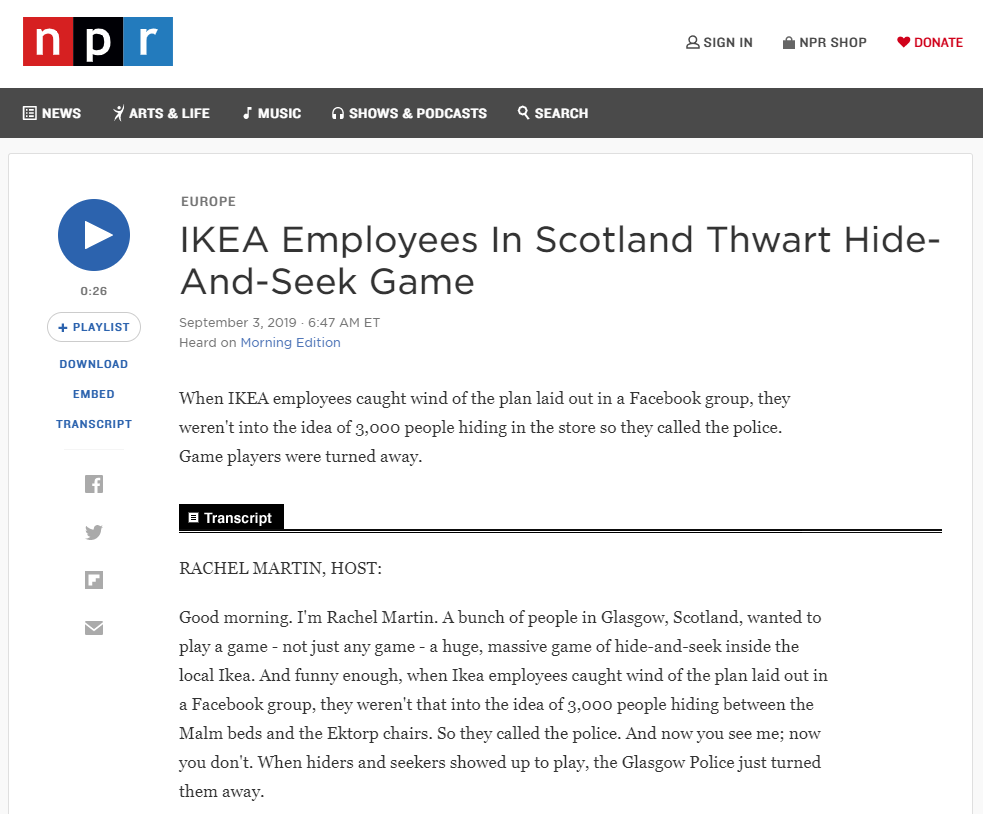 npr
SIGN IN NPR SHOP DONATE
NEWS ARTS & LIFE MUSIC SHOWS & PODCASTS SEARCH
EUROPE
IKEA Employees In Scotland Thwart Hide-
And-Seek Game
0:26
September 3, 2019 · 6:47 AM ET
Heard on Morning Edition
+ PLAYLIST
DOWNLOAD
EMBED
TRANSCRIPT
When IKEA employees caught wind of the plan laid out in a Facebook group, they
weren't into the idea of 3,000 people hiding in the store so they called the police.
Game players were turned away.
Transcript
RACHEL MARTIN, HOST:
Good morning. I'm Rachel Martin. A bunch of people in Glasgow, Scotland, wanted to
play a game - not just any game - a huge, massive game of hide-and-seek inside the
local Ikea. And funny enough, when Ikea employees caught wind of the plan laid out in
a Facebook group, they weren't that into the idea of 3,000 people hiding between the
Malm beds and the Ektorp chairs. So they called the police. And now you see me; now
you don't. When hiders and seekers showed up to play, the Glasgow Police just turned
them away.